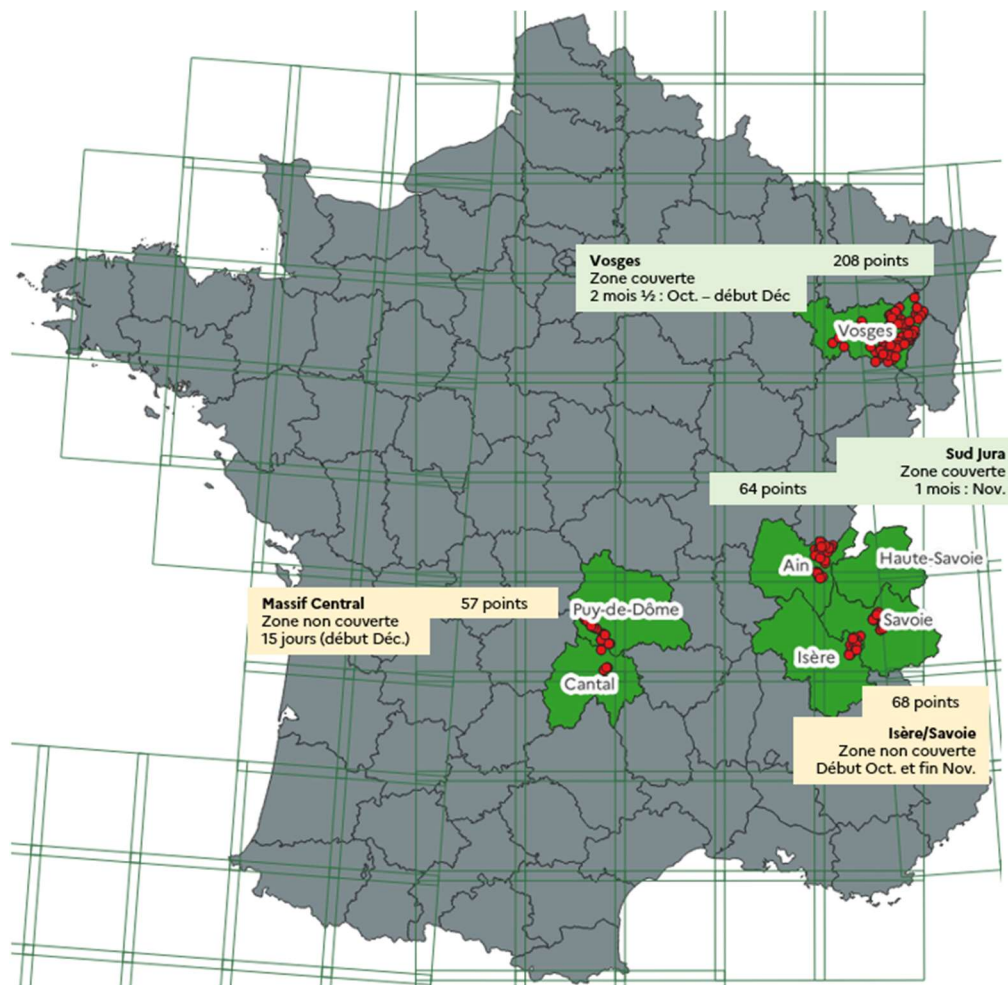 Vosges
Zone couverte
2 mois ½ : Oct. – début Déc
208 points
Vosges
Sud Jura
Zone couverte
1 mois : Nov.
64 points
Ain
Haute-Savoie
Massif Central
Zone non couverte
15 jours (début Déc.)
57 points
Puy-de-Dôme
Savoie
Isère
Cantal
68 points
Isère/Savoie
Zone non couverte
Début Oct. et fin Nov.